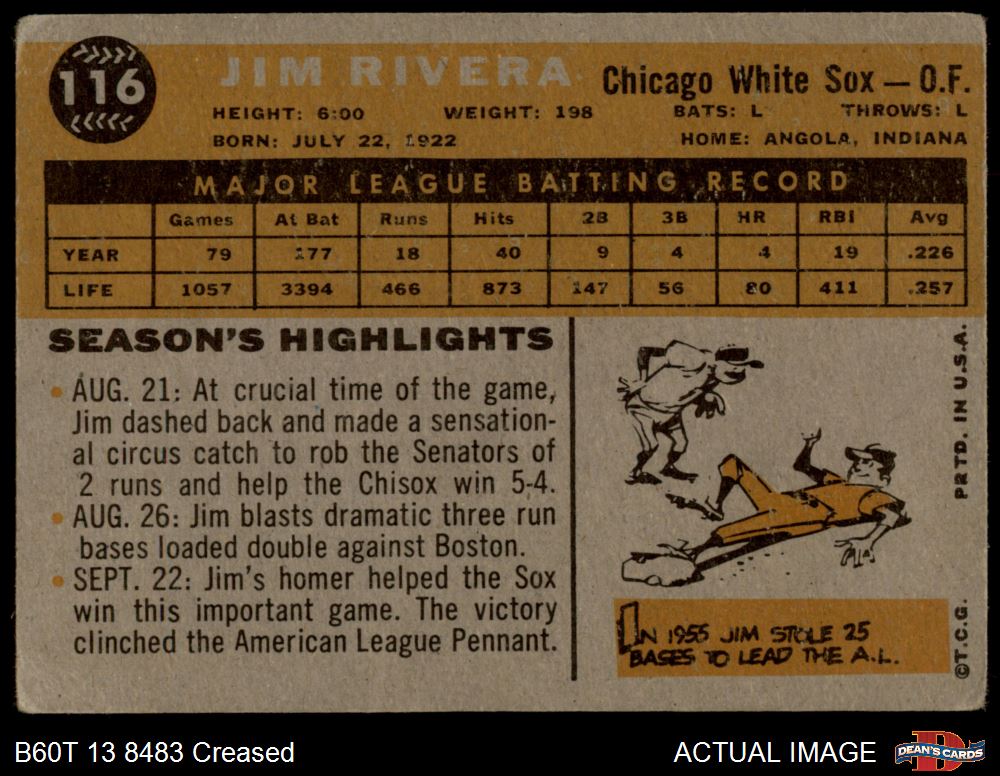 116
JIM RIVERA
Chicago White Sox — O.F.
HEIGHT: 6:00 WEIGHT: 198 BATS: L THROWS: L
BORN: JULY 22, 1922 HOME: ANGOLA, INDIANA
MAJOR LEAGUE BATTING RECORD
Games At Bat Runs Hits 2B 3B HR RBI Avg
YEAR 79 177 18 40 9 4 4 19 .226
LIFE 1057 3394 466 873 147 56 80 411 .257
SEASON'S HIGHLIGHTS
• AUG. 21: At crucial time of the game,
Jim dashed back and made a sensation-
al circus catch to rob the Senators of
2 runs and help the Chisox win 5-4.
• AUG. 26: Jim blasts dramatic three run
bases loaded double against Boston.
• SEPT. 22: Jim's homer helped the Sox
win this important game. The victory
clinched the American League Pennant.
IN 1955 JIM STOLE 25
BASES TO LEAD THE A.L.
©T.C.G. PRTD. IN U.S.A.
B60T 13 8483 Creased
ACTUAL IMAGE
D
DEAN'S CARDS